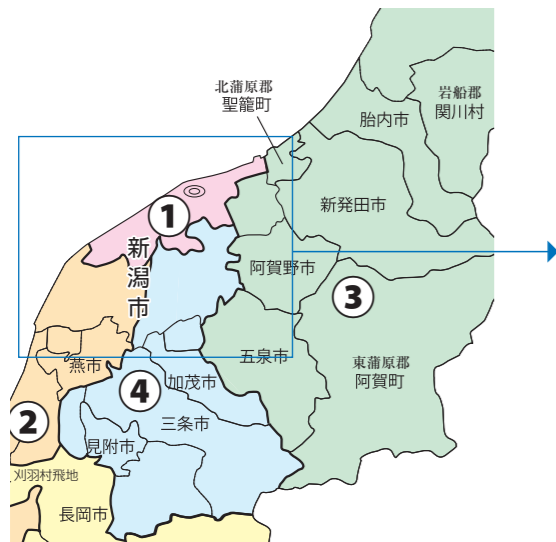 北蒲原郡
聖籠町
岩船郡
関川村
胎内市
新発田市
①
新潟市
阿賀野市
③
五泉市
東蒲原郡
阿賀町
燕市
加茂市
④
三条市
②
見附市
刈羽村飛地
長岡市